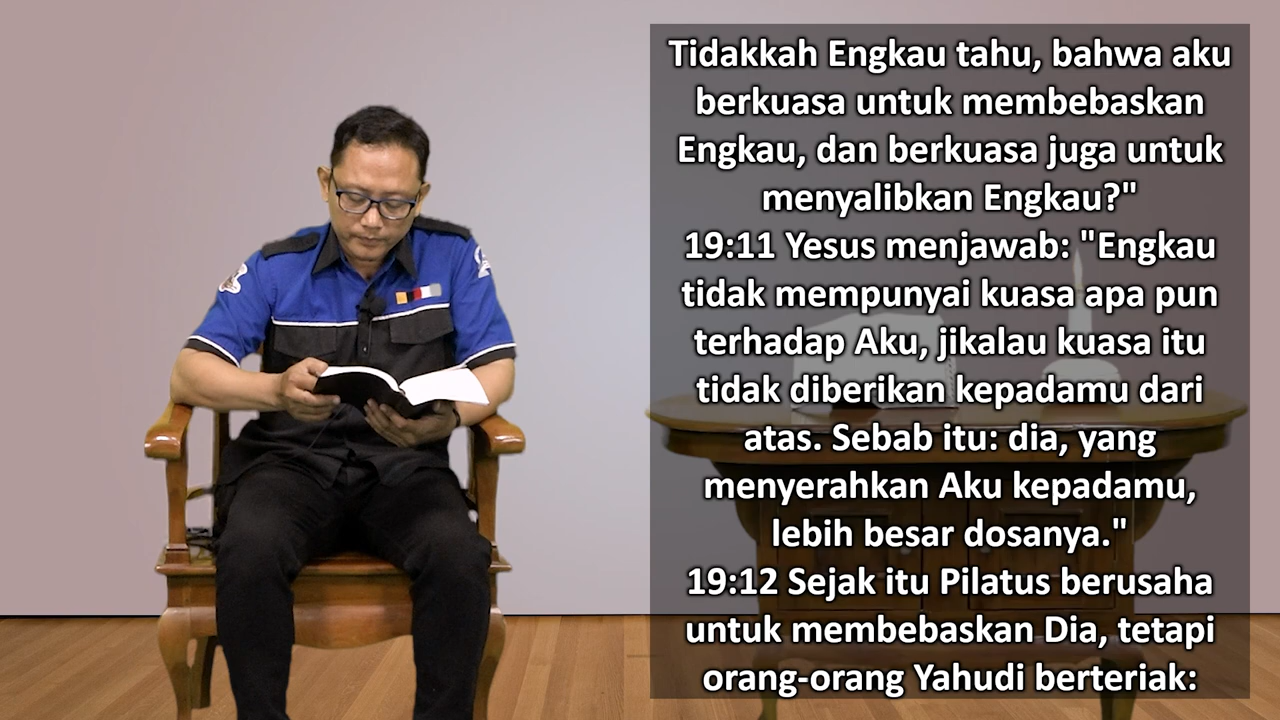 Tidakkah Engkau tahu, bahwa aku
berkuasa untuk membebaskan
Engkau, dan berkuasa juga untuk
menyalibkan Engkau?"
19:11 Yesus menjawab: "Engkau
tidak mempunyai kuasa apa pun
terhadap Aku, jikalau kuasa itu
tidak diberikan kepadamu dari
atas. Sebab itu: dia, yang
menyerahkan Aku kepadamu,
lebih besar dosanya."
19:12 Sejak itu Pilatus berusaha
untuk membebaskan Dia, tetapi
orang-orang Yahudi berteriak: